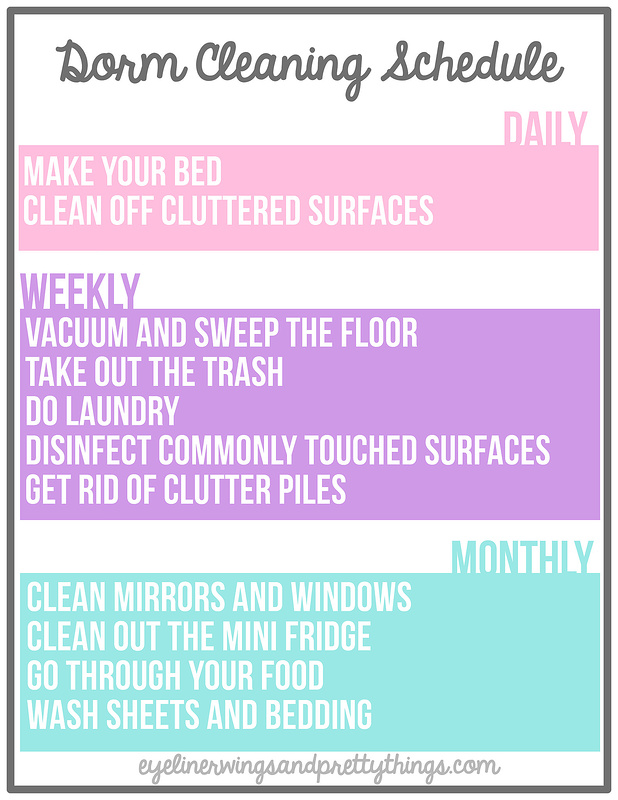 Dorm Cleaning Schedule
DAILY
MAKE YOUR BED
CLEAN OFF CLUTTERED SURFACES
WEEKLY
VACUUM AND SWEEP THE FLOOR
TAKE OUT THE TRASH
DO LAUNDRY
DISINFECT COMMONLY TOUCHED SURFACES
GET RID OF CLUTTER PILES
MONTHLY
CLEAN MIRRORS AND WINDOWS
CLEAN OUT THE MINI FRIDGE
GO THROUGH YOUR FOOD
WASH SHEETS AND BEDDING
eyelinerwingsandprettythings.com